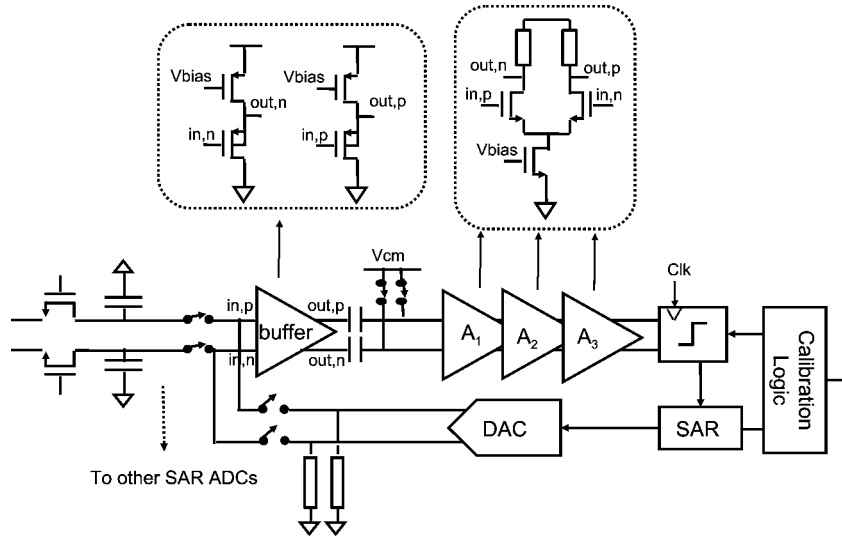 Vbias
out,n
in,n
Vbias
out,p
in,p
out,n
out,p
in,p
in,n
Vbias
Vcm
Clk
in,p
out,p
buffer
in,n
out,n
A1
A2
A3
Calibration
Logic
DAC
SAR
To other SAR ADCs